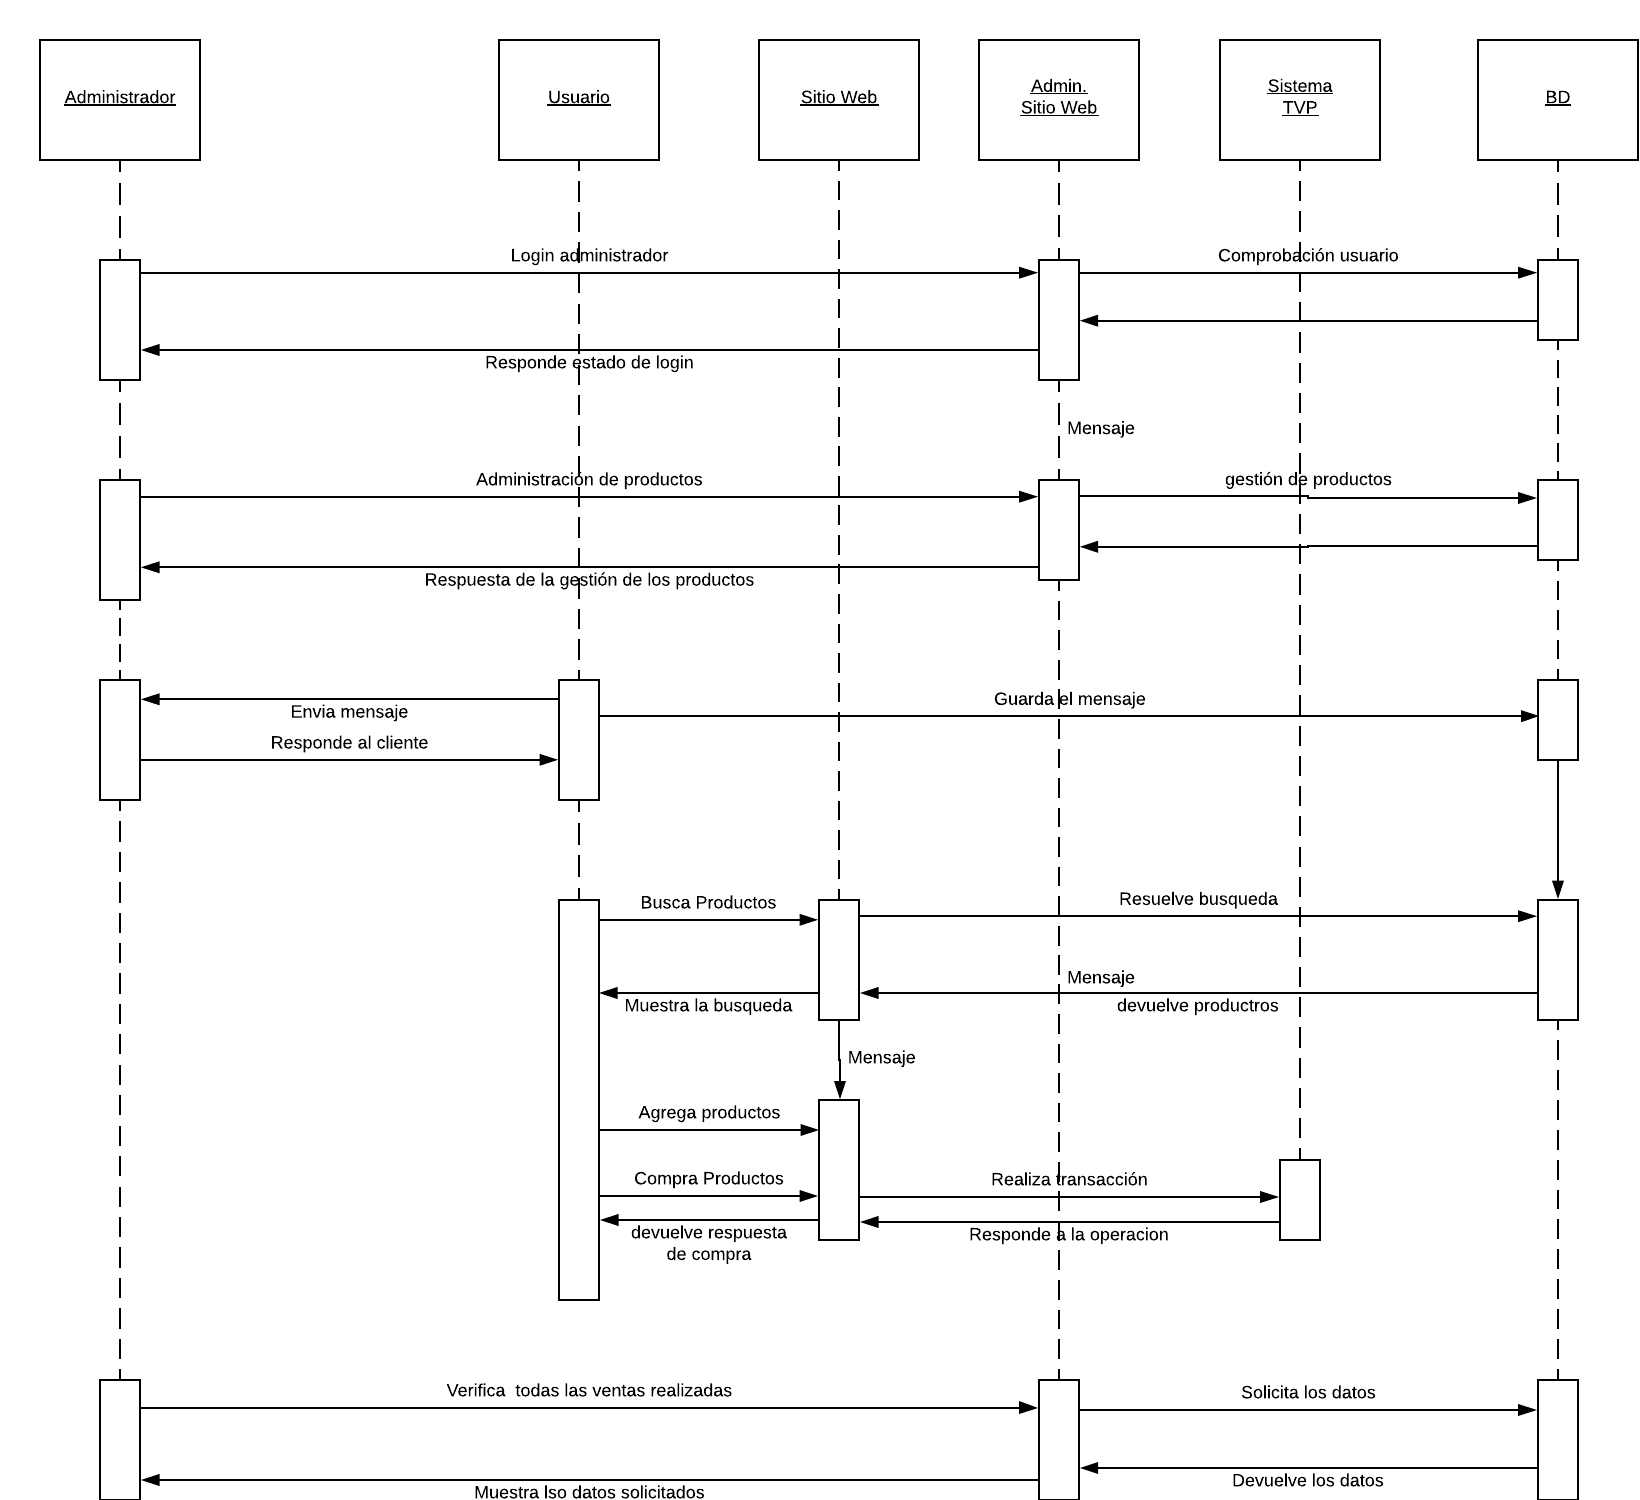 Administrador
Usuario
Sitio Web
Admin.
Sitio Web
Sistema
TVP
BD
Login administrador
Comprobación usuario
Responde estado de login
Mensaje
Administración de productos
gestión de productos
Respuesta de la gestión de los productos
Envia mensaje
Guarda el mensaje
Responde al cliente
Busca Productos
Resuelve busqueda
Mensaje
Muestra la busqueda
devuelve productros
Mensaje
Agrega productos
Compra Productos
Realiza transacción
devuelve respuesta
de compra
Responde a la operacion
Verifica  todas las ventas realizadas
Solicita los datos
Devuelve los datos
Muestra lso datos solicitados